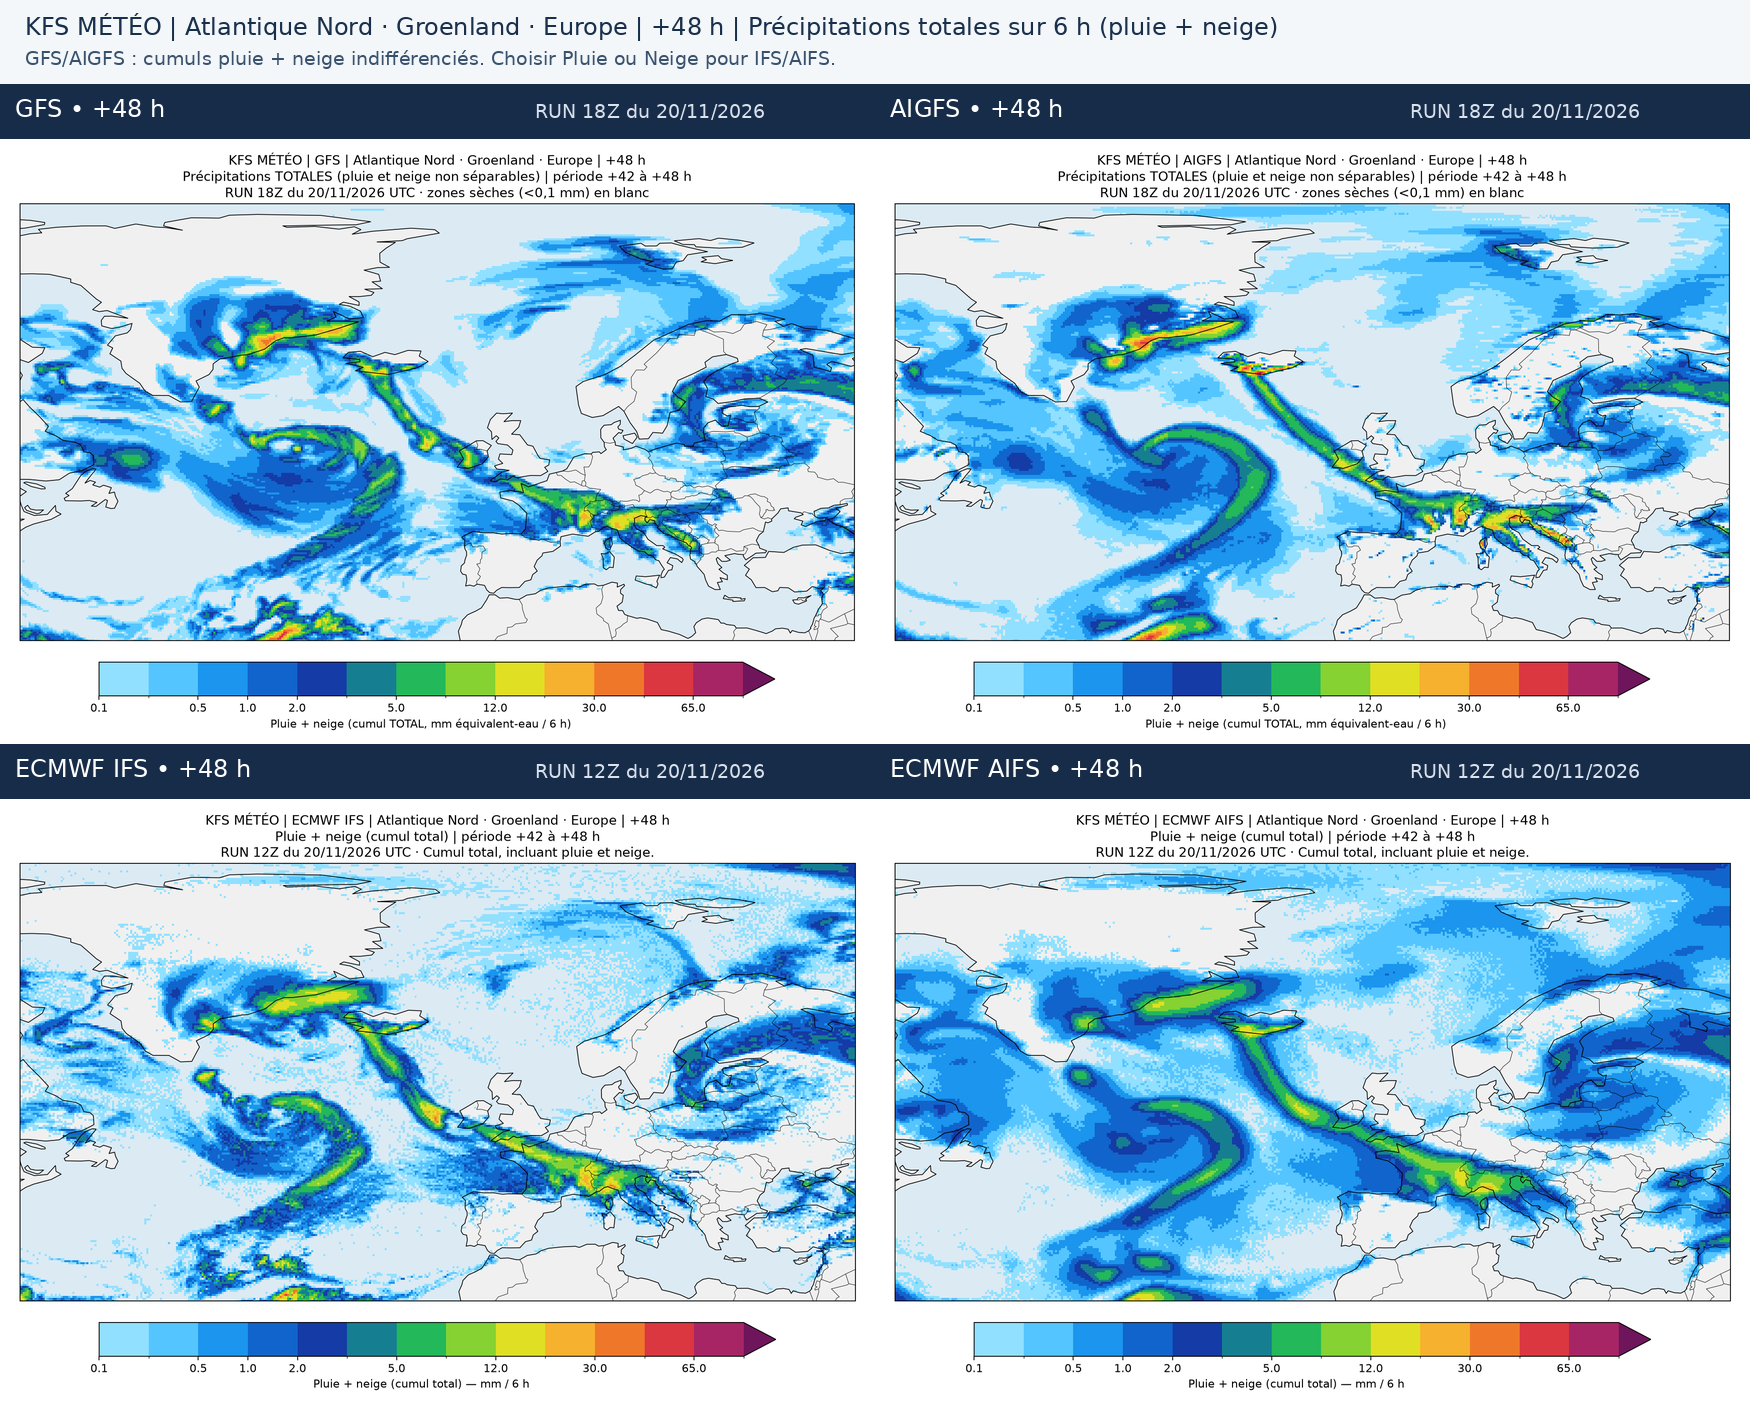 KFS MÉTÉO | Atlantique Nord · Groenland · Europe | +48 h | Précipitations totales sur 6 h (pluie + neige)
GFS/AIGFS : cumuls pluie + neige indifférenciés. Choisir Pluie ou Neige pour IFS/AIFS.
GFS • +48 h RUN 18Z du 20/11/2026
KFS MÉTÉO | GFS | Atlantique Nord · Groenland · Europe | +48 h
Précipitations TOTALES (pluie et neige non séparables) | période +42 à +48 h
RUN 18Z du 20/11/2026 UTC · zones sèches (<0,1 mm) en blanc
0.1 0.5 1.0 2.0 5.0 12.0 30.0 65.0
Pluie + neige (cumul TOTAL, mm équivalent-eau / 6 h)
AIGFS • +48 h RUN 18Z du 20/11/2026
KFS MÉTÉO | AIGFS | Atlantique Nord · Groenland · Europe | +48 h
Précipitations TOTALES (pluie et neige non séparables) | période +42 à +48 h
RUN 18Z du 20/11/2026 UTC · zones sèches (<0,1 mm) en blanc
0.1 0.5 1.0 2.0 5.0 12.0 30.0 65.0
Pluie + neige (cumul TOTAL, mm équivalent-eau / 6 h)
ECMWF IFS • +48 h RUN 12Z du 20/11/2026
KFS MÉTÉO | ECMWF IFS | Atlantique Nord · Groenland · Europe | +48 h
Pluie + neige (cumul total) | période +42 à +48 h
RUN 12Z du 20/11/2026 UTC · Cumul total, incluant pluie et neige.
0.1 0.5 1.0 2.0 5.0 12.0 30.0 65.0
Pluie + neige (cumul total) — mm / 6 h
ECMWF AIFS • +48 h RUN 12Z du 20/11/2026
KFS MÉTÉO | ECMWF AIFS | Atlantique Nord · Groenland · Europe | +48 h
Pluie + neige (cumul total) | période +42 à +48 h
RUN 12Z du 20/11/2026 UTC · Cumul total, incluant pluie et neige.
0.1 0.5 1.0 2.0 5.0 12.0 30.0 65.0
Pluie + neige (cumul total) — mm / 6 h